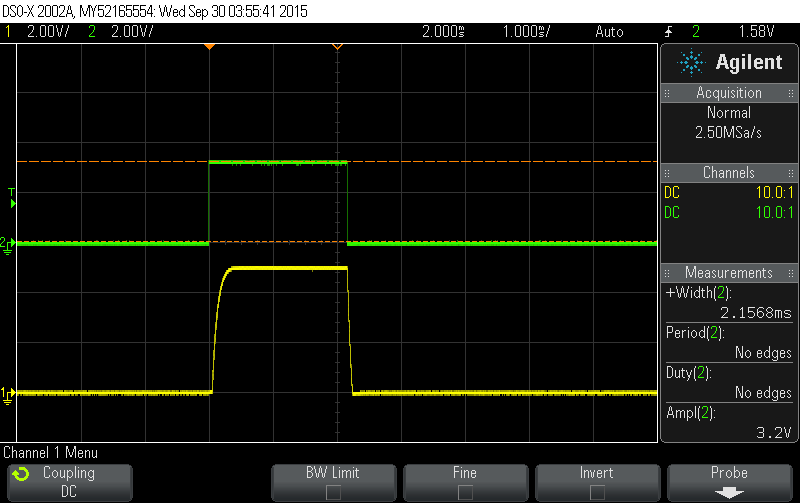 DSO-X 2002A, MY52165554: Wed Sep 30 03:55:41 2015
1 2.00V/ 2 2.00V/ 2.000ms/ 1.000ms/ Auto 2 1.58V
Agilent
Acquisition
Normal
2.50MSa/s
Channels
DC 10.0:1
DC 10.0:1
T
2
Measurements
+Width(2):
2.1568ms
Period(2):
No edges
Duty(2):
No edges
1
Ampl(2):
3.2V
Channel 1 Menu
Coupling
DC
BW Limit
Fine
Invert
Probe